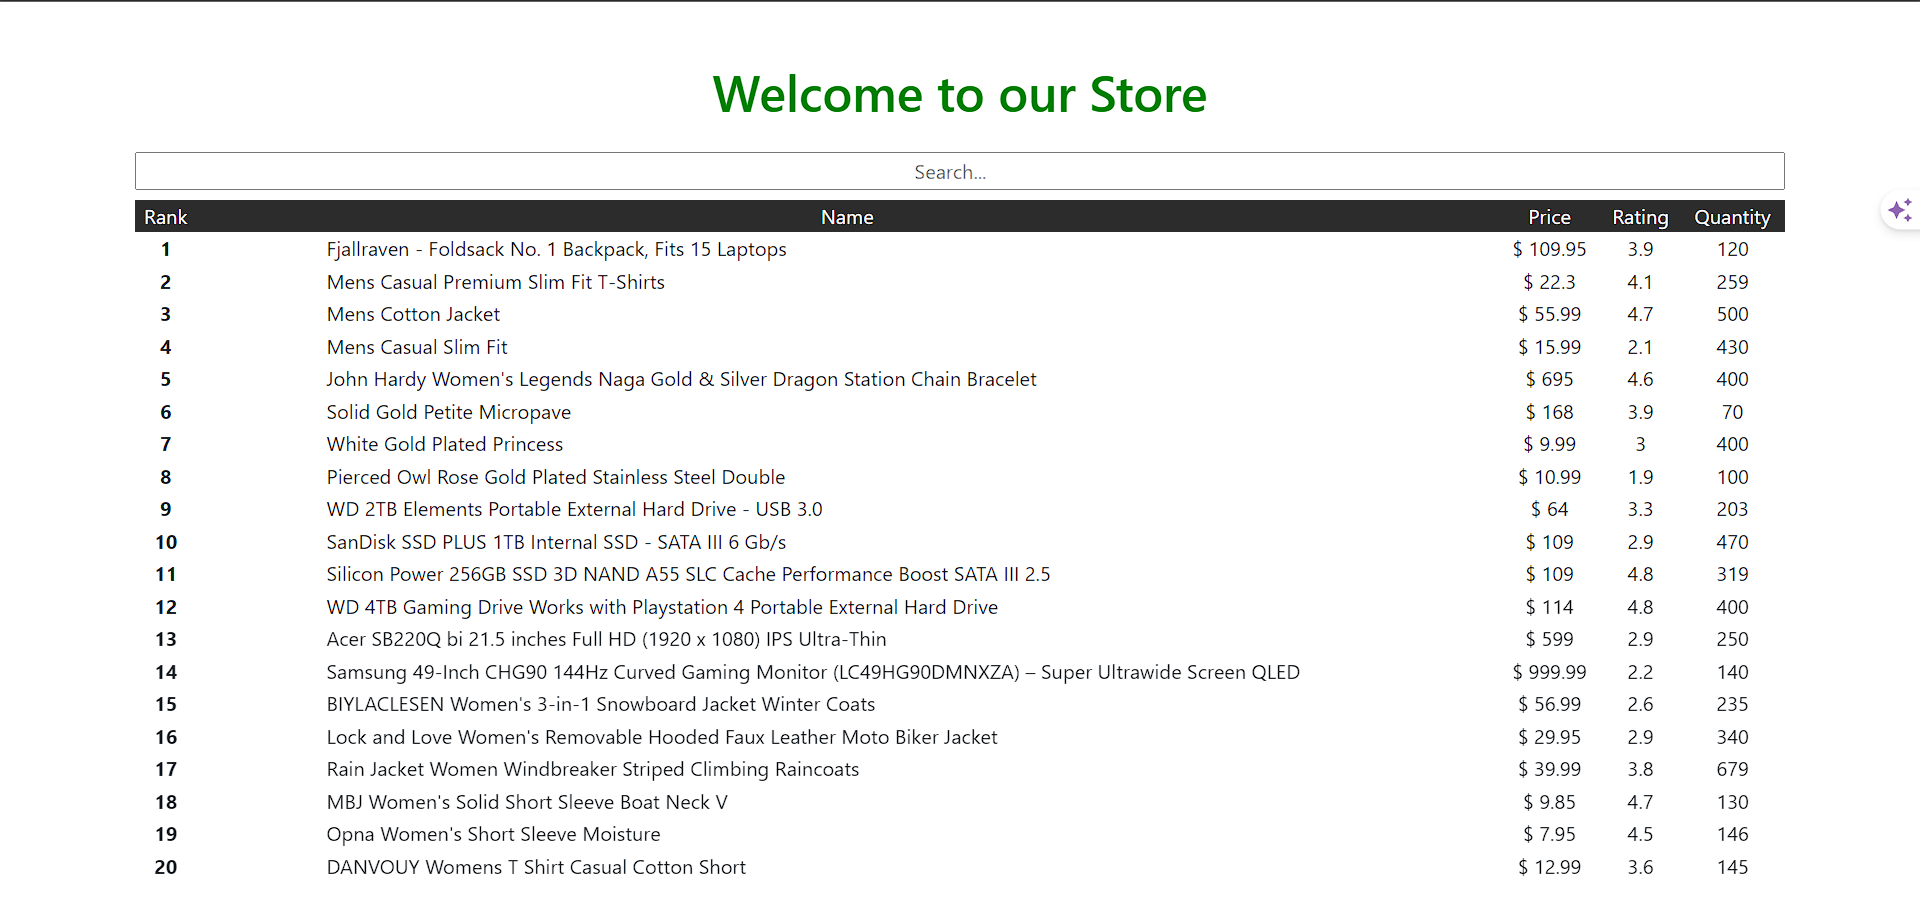 Welcome to our Store
Search...
Rank Name Price Rating Quantity
1 Fjallraven - Foldsack No. 1 Backpack, Fits 15 Laptops $ 109.95 3.9 120
2 Mens Casual Premium Slim Fit T-Shirts $ 22.3 4.1 259
3 Mens Cotton Jacket $ 55.99 4.7 500
4 Mens Casual Slim Fit $ 15.99 2.1 430
5 John Hardy Women's Legends Naga Gold & Silver Dragon Station Chain Bracelet $ 695 4.6 400
6 Solid Gold Petite Micropave $ 168 3.9 70
7 White Gold Plated Princess $ 9.99 3 400
8 Pierced Owl Rose Gold Plated Stainless Steel Double $ 10.99 1.9 100
9 WD 2TB Elements Portable External Hard Drive - USB 3.0 $ 64 3.3 203
10 SanDisk SSD PLUS 1TB Internal SSD - SATA III 6 Gb/s $ 109 2.9 470
11 Silicon Power 256GB SSD 3D NAND A55 SLC Cache Performance Boost SATA III 2.5 $ 109 4.8 319
12 WD 4TB Gaming Drive Works with Playstation 4 Portable External Hard Drive $ 114 4.8 400
13 Acer SB220Q bi 21.5 inches Full HD (1920 x 1080) IPS Ultra-Thin $ 599 2.9 250
14 Samsung 49-Inch CHG90 144Hz Curved Gaming Monitor (LC49HG90DMNXZA) – Super Ultrawide Screen QLED $ 999.99 2.2 140
15 BIYLACLESEN Women's 3-in-1 Snowboard Jacket Winter Coats $ 56.99 2.6 235
16 Lock and Love Women's Removable Hooded Faux Leather Moto Biker Jacket $ 29.95 2.9 340
17 Rain Jacket Women Windbreaker Striped Climbing Raincoats $ 39.99 3.8 679
18 MBJ Women's Solid Short Sleeve Boat Neck V $ 9.85 4.7 130
19 Opna Women's Short Sleeve Moisture $ 7.95 4.5 146
20 DANVOUY Womens T Shirt Casual Cotton Short $ 12.99 3.6 145